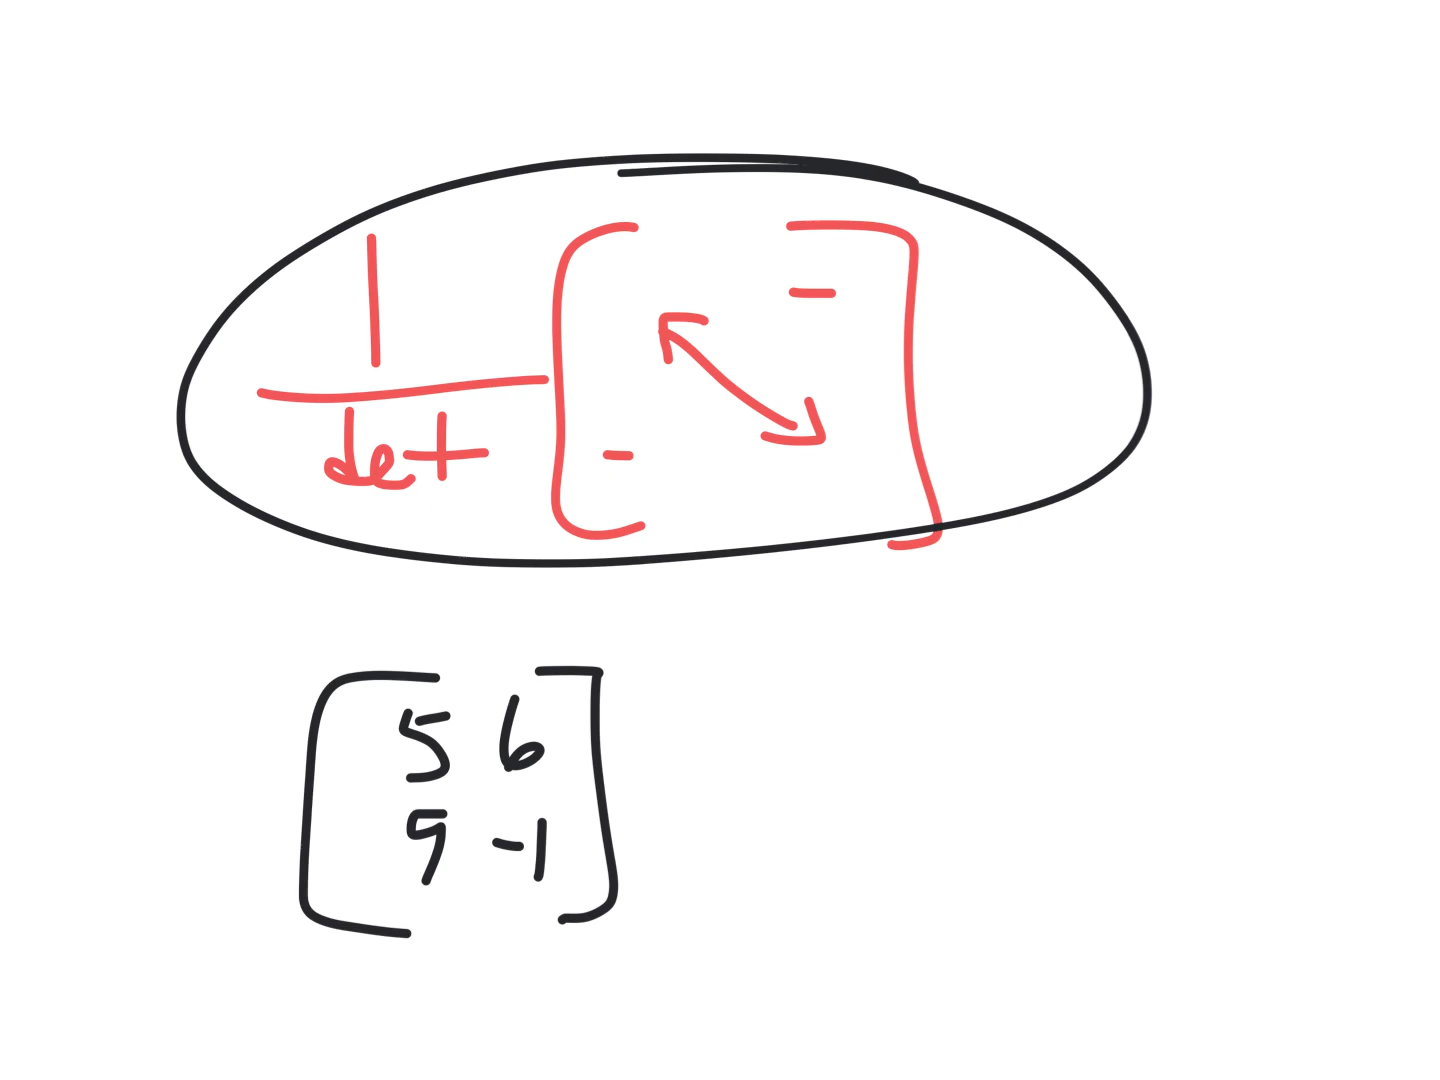 1
det
[ - - ]
[ 5 6
9 -1 ]